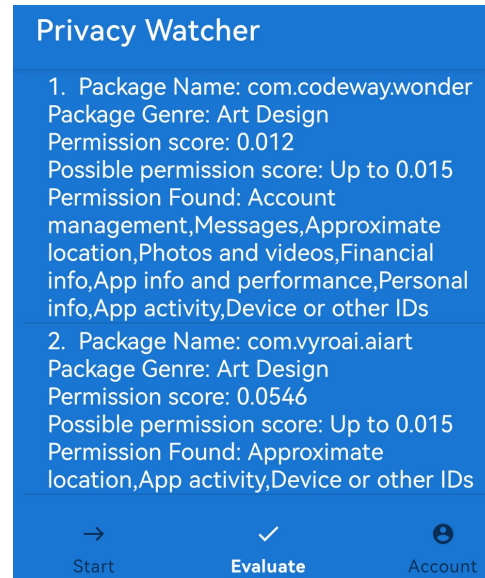 Privacy Watcher
1. Package Name: com.codeway.wonder
Package Genre: Art Design
Permission score: 0.012
Possible permission score: Up to 0.015
Permission Found: Account
management,Messages,Approximate
location,Photos and videos,Financial
info,App info and performance,Personal
info,App activity,Device or other IDs
2. Package Name: com.vyroai.aiart
Package Genre: Art Design
Permission score: 0.0546
Possible permission score: Up to 0.015
Permission Found: Approximate
location,App activity,Device or other IDs
Start
Evaluate
Account